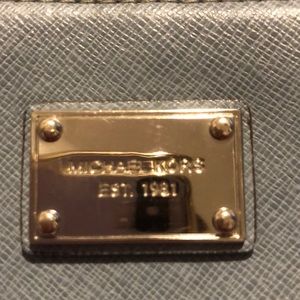 MICHAEL KORS
EST. 1981